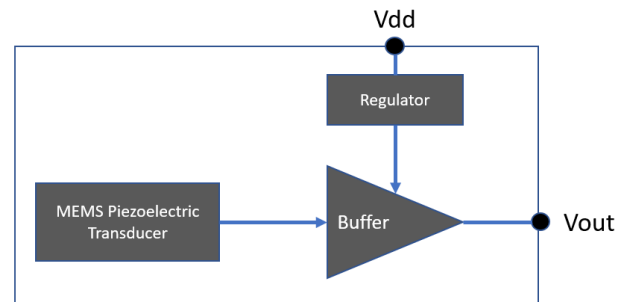 Vdd
Regulator
MEMS Piezoelectric
Transducer
Buffer
Vout